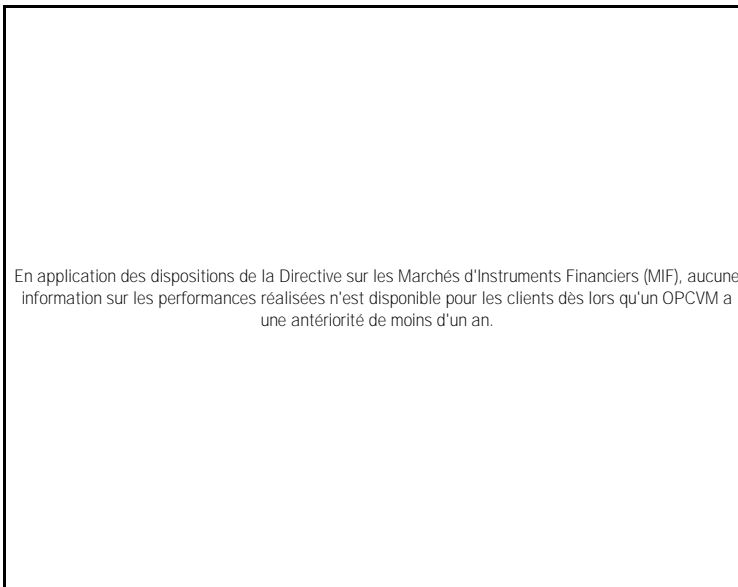 En application des dispositions de la Directive sur les Marchés d'Instruments Financiers (MIF), aucune
information sur les performances réalisées n'est disponible pour les clients dès lors qu'un OPCVM a
une antériorité de moins d'un an.